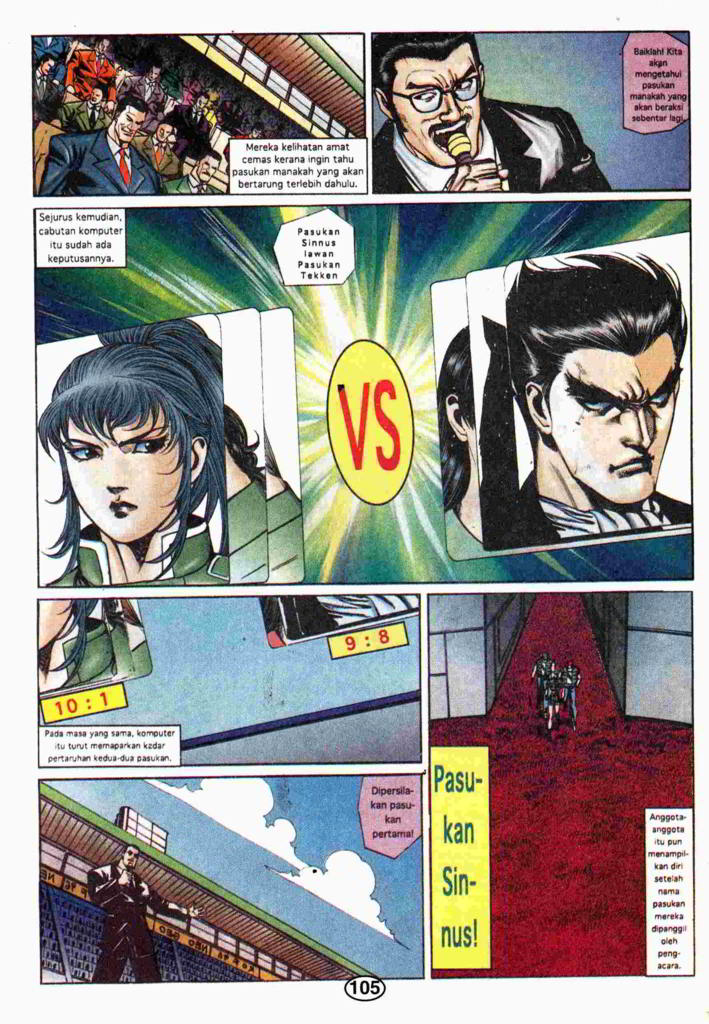 Mereka kelihatan amat
cemas kerana ingin tahu
pasukan manakah yang akan
bertarung terlebih dahulu.
Baiklah! Kita
akan
mengetahui
pasukan
manakah yang
akan beraksi
sebentar lagi.
Sejurus kemudian,
cabutan komputer
itu sudah ada
keputusannya.
Pasukan
Sinnus
lawan
Pasukan
Tekken
VS
10 : 1
9 : 8
Pada masa yang sama, komputer
itu turut memaparkan kzdar
pertaruhan kedua-dua pasukan.
Pasu-
kan
Sin-
nus!
Anggota-
anggota
itu pun
menampil-
kan diri
setelah
nama
pasukan
mereka
dipanggil
oleh
peng-
acara.
Dipersila-
kan pasu-
kan
pertama!
105